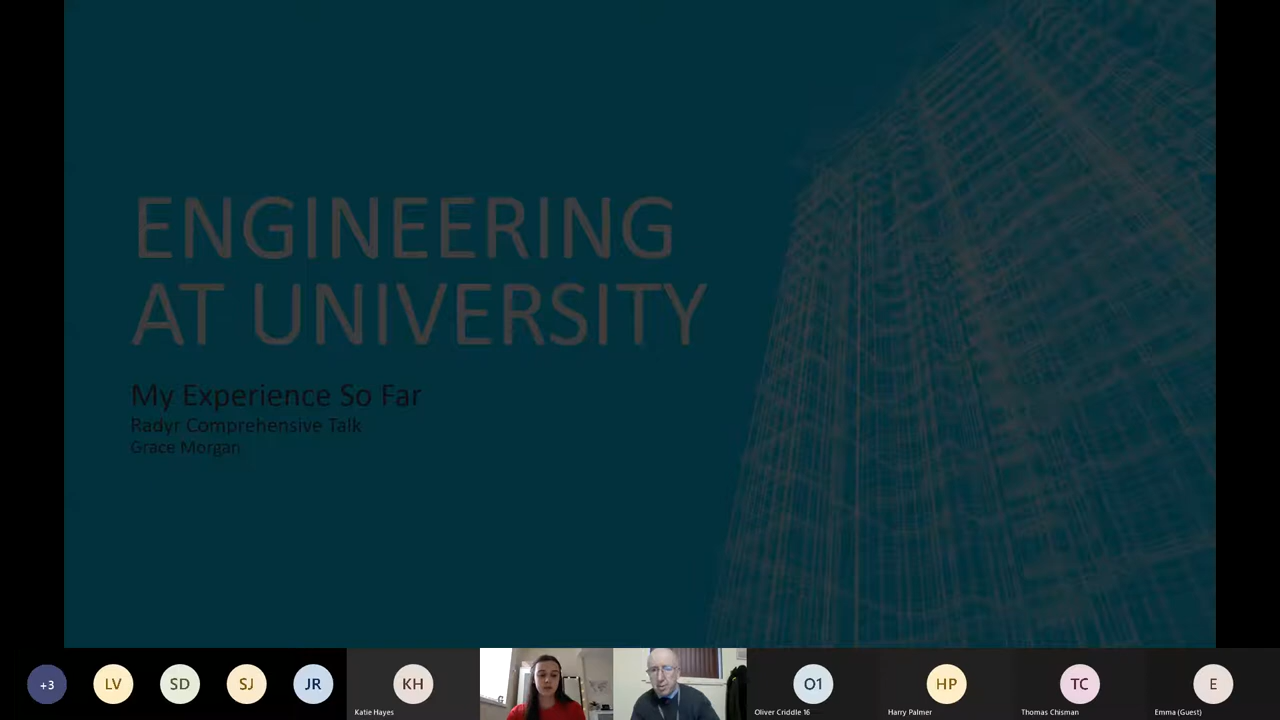 ENGINEERING
AT UNIVERSITY
My Experience So Far
Radyr Comprehensive Talk
Grace Morgan
+3
LV
SD
SJ
JR
KH
Katie Hayes
O1
Oliver Criddle 16
HP
Harry Palmer
TC
Thomas Chisman
E
Emma (Guest)